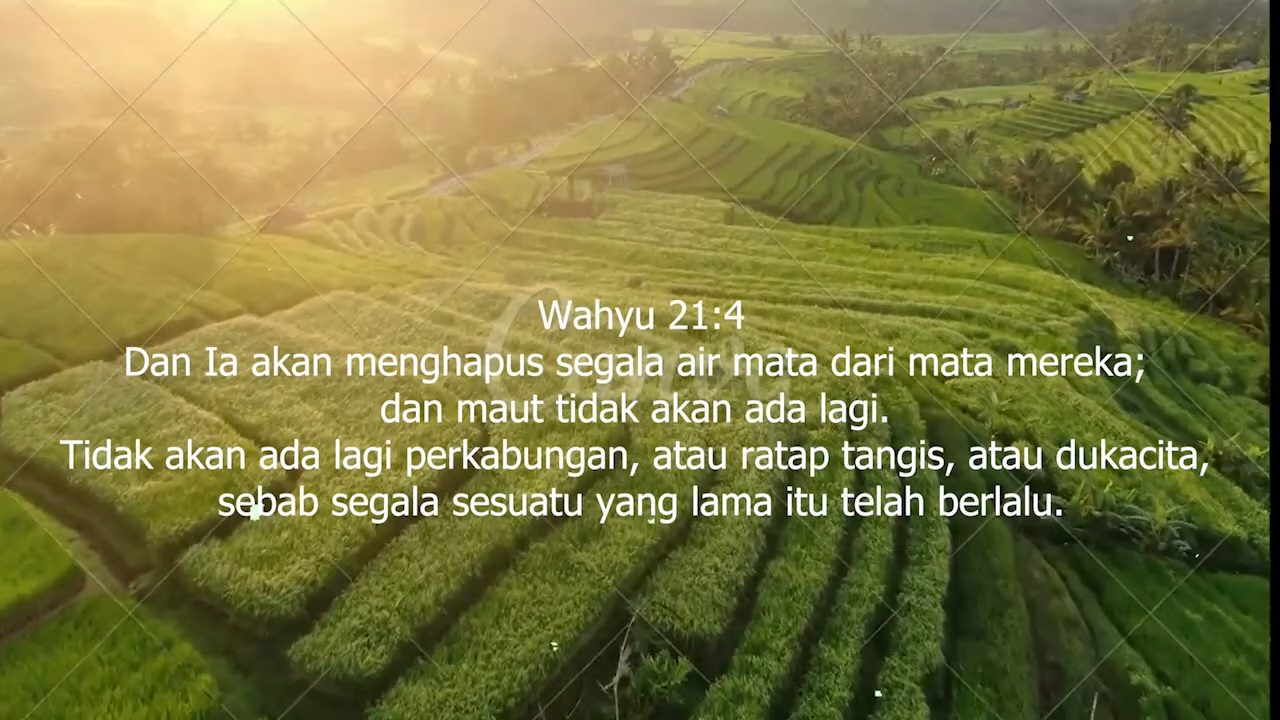 Wahyu 21:4
Dan Ia akan menghapus segala air mata dari mata mereka;
dan maut tidak akan ada lagi.
Tidak akan ada lagi perkabungan, atau ratap tangis, atau dukacita,
sebab segala sesuatu yang lama itu telah berlalu.